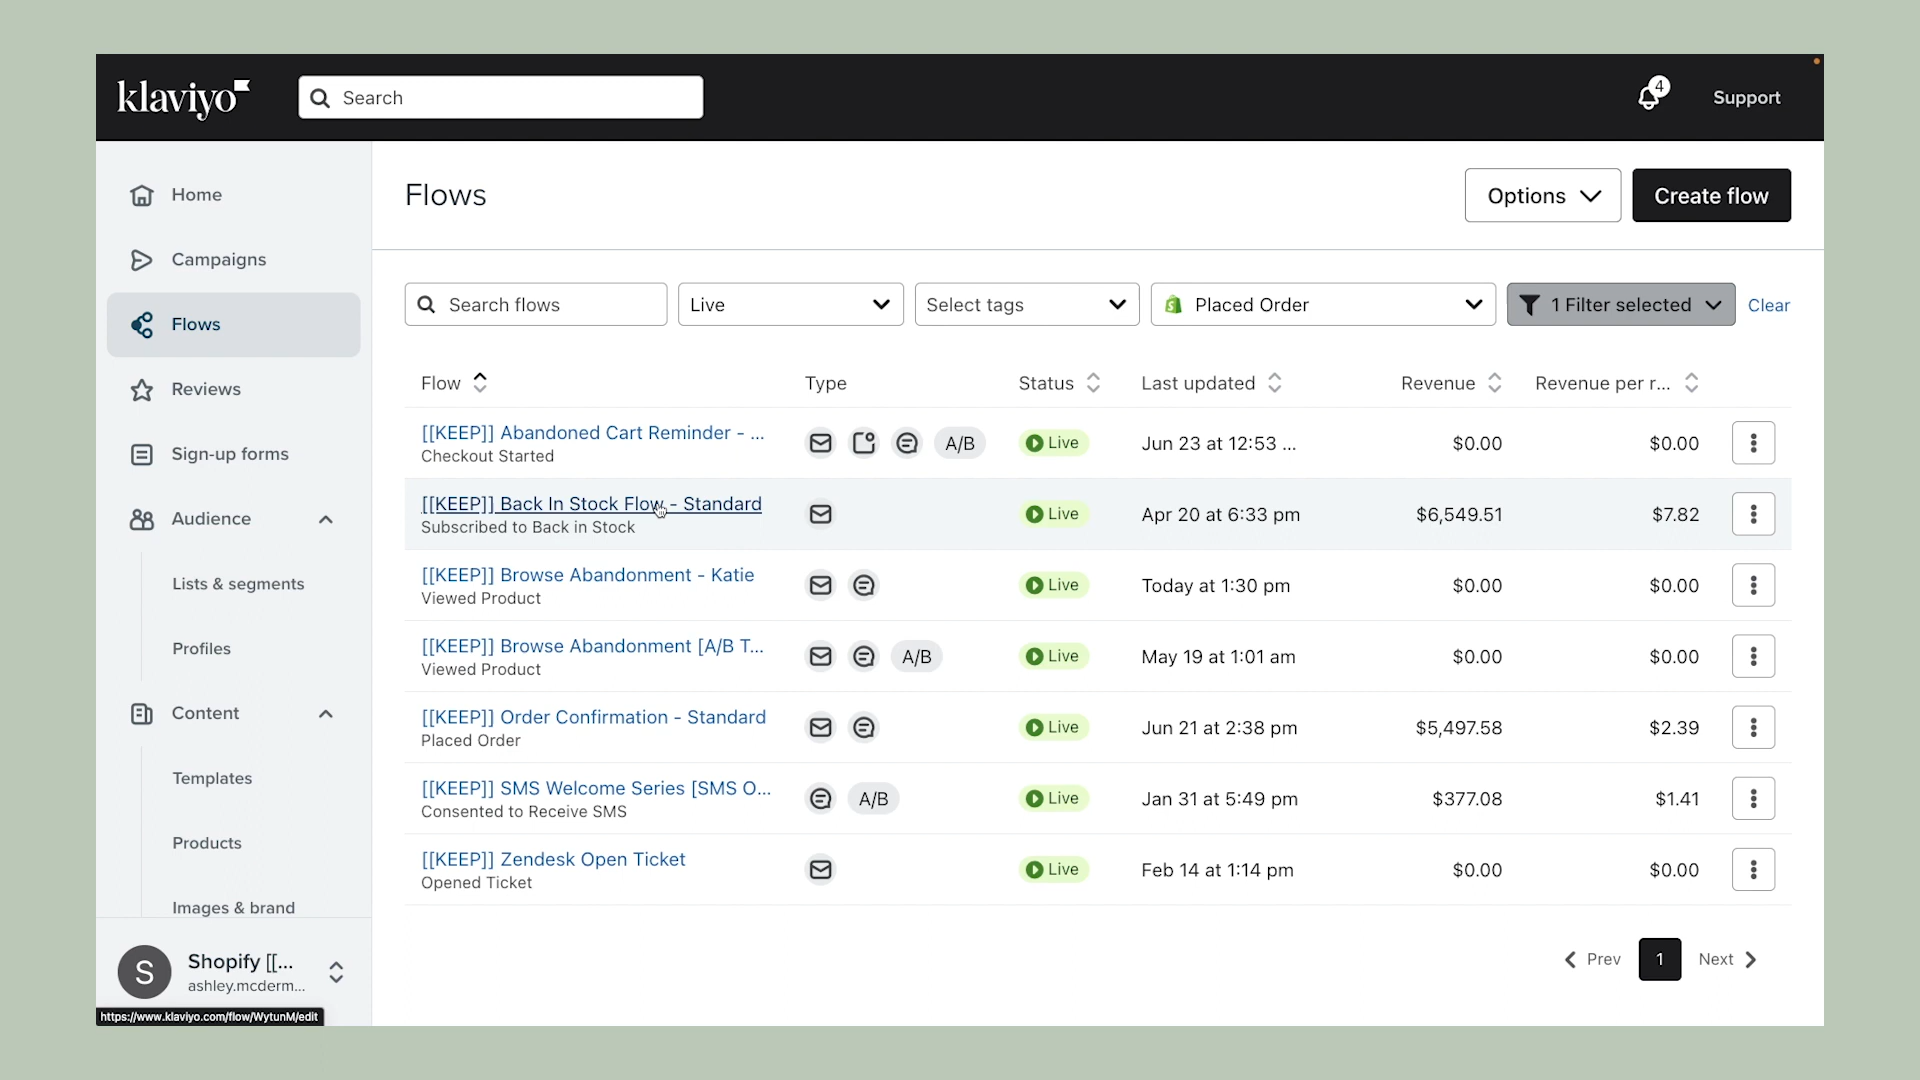 klaviyo
Search
4
Support
Home
Campaigns
Flows
Reviews
Sign-up forms
Audience
Lists & segments
Profiles
Content
Templates
Products
Images & brand
S
Shopify [[...
ashley.mcderm...
https://www.klaviyo.com/flow/WytunM/edit
Flows
Options
Create flow
Search flows
Live
Select tags
Placed Order
1 Filter selected
Clear
Flow Type Status Last updated Revenue Revenue per r...
[[KEEP]] Abandoned Cart Reminder - ...
Checkout Started
A/B Live Jun 23 at 12:53 ... $0.00 $0.00
[[KEEP]] Back In Stock Flow - Standard
Subscribed to Back in Stock
Live Apr 20 at 6:33 pm $6,549.51 $7.82
[[KEEP]] Browse Abandonment - Katie
Viewed Product
Live Today at 1:30 pm $0.00 $0.00
[[KEEP]] Browse Abandonment [A/B T...
Viewed Product
A/B Live May 19 at 1:01 am $0.00 $0.00
[[KEEP]] Order Confirmation - Standard
Placed Order
Live Jun 21 at 2:38 pm $5,497.58 $2.39
[[KEEP]] SMS Welcome Series [SMS O...
Consented to Receive SMS
A/B Live Jan 31 at 5:49 pm $377.08 $1.41
[[KEEP]] Zendesk Open Ticket
Opened Ticket
Live Feb 14 at 1:14 pm $0.00 $0.00
Prev 1 Next